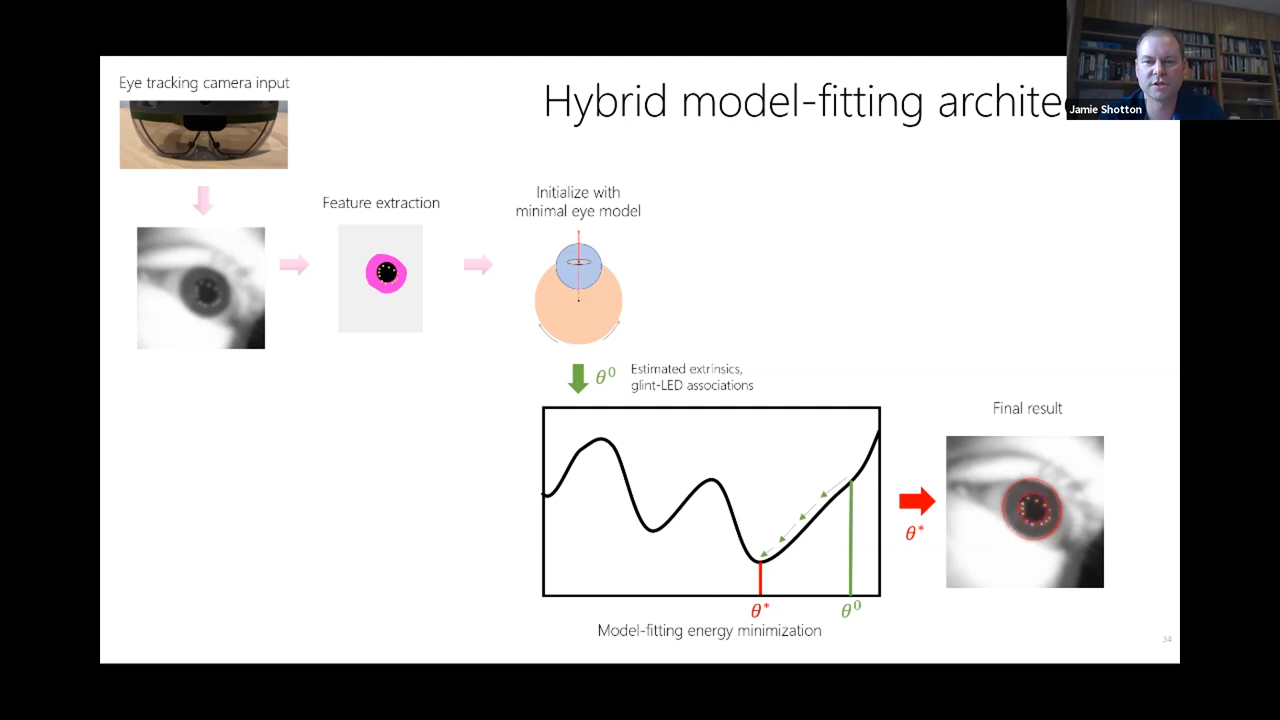 Eye tracking camera input
Hybrid model-fitting archite
Jamie Shotton
Feature extraction
Initialize with
minimal eye model
θ⁰
Estimated extrinsics,
glint-LED associations
Final result
θ*
θ*
θ⁰
Model-fitting energy minimization
34